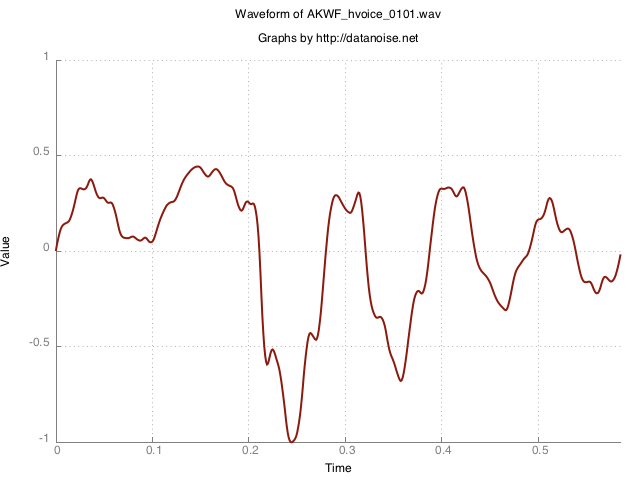 Waveform of AKWF_hvoice_0101.wav
Graphs by http://datanoise.net
1
0.5
0
-0.5
-1
Value
0 0.1 0.2 0.3 0.4 0.5
Time